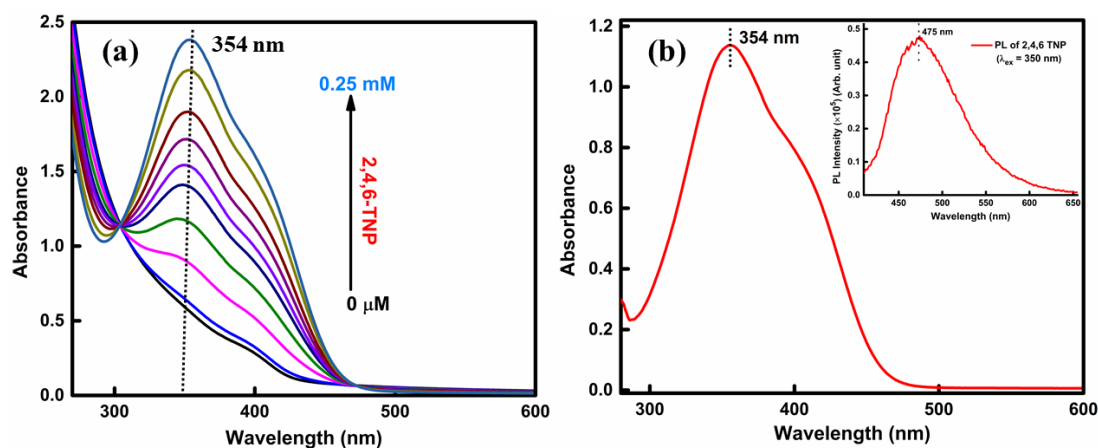 (a)
354 nm
0.25 mM
2,4,6-TNP
0 μM
Absorbance
2.5
2.0
1.5
1.0
0.5
0.0
300
400
500
600
Wavelength (nm)
(b)
354 nm
Absorbance
1.2
1.0
0.8
0.6
0.4
0.2
0.0
300
400
500
600
Wavelength (nm)
475 nm
PL of 2,4,6 TNP
(λex = 350 nm)
PL Intensity (×10⁵) (Arb. unit)
0.5
0.4
0.3
0.2
0.1
0.0
450
500
550
600
650
Wavelength (nm)